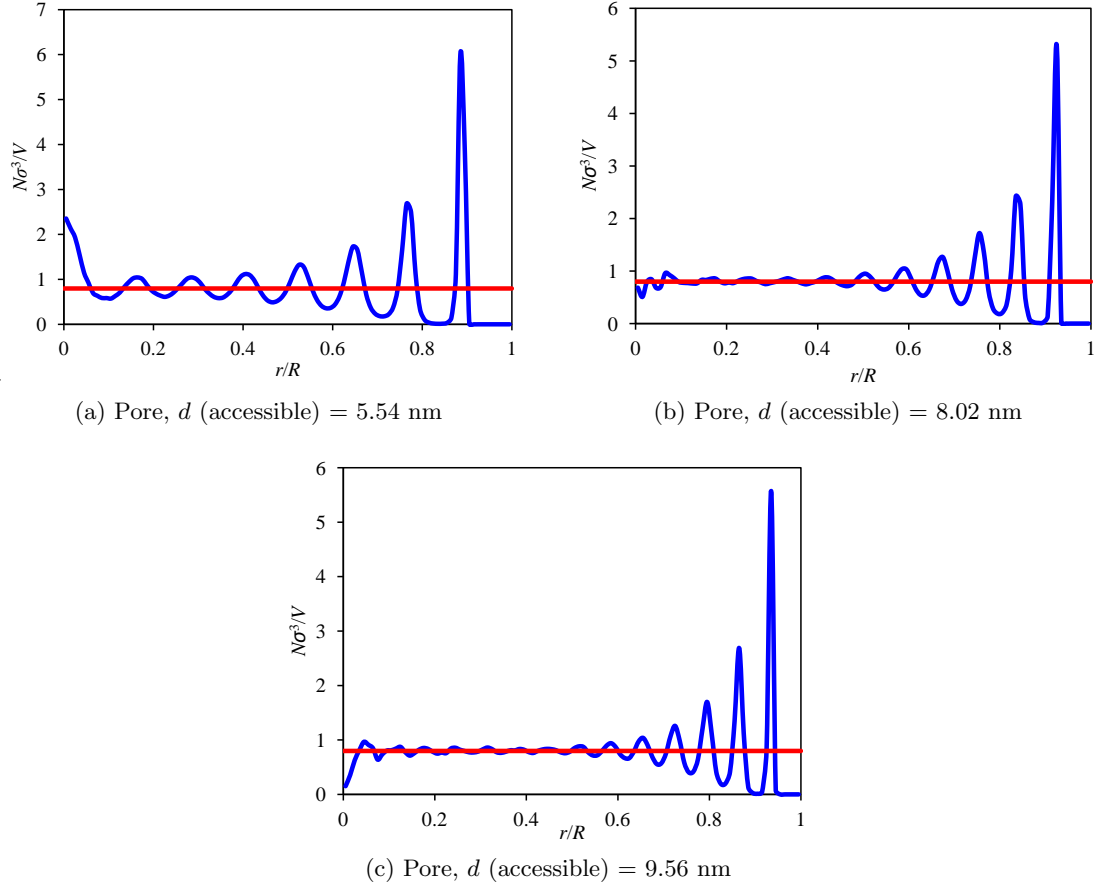 7
6
5
4
3
2
1
0
Nσ³/V
0 0.2 0.4 0.6 0.8 1
r/R
(a) Pore, d (accessible) = 5.54 nm
6
5
4
3
2
1
0
Nσ³/V
0 0.2 0.4 0.6 0.8 1
r/R
(b) Pore, d (accessible) = 8.02 nm
6
5
4
3
2
1
0
Nσ³/V
0 0.2 0.4 0.6 0.8 1
r/R
(c) Pore, d (accessible) = 9.56 nm